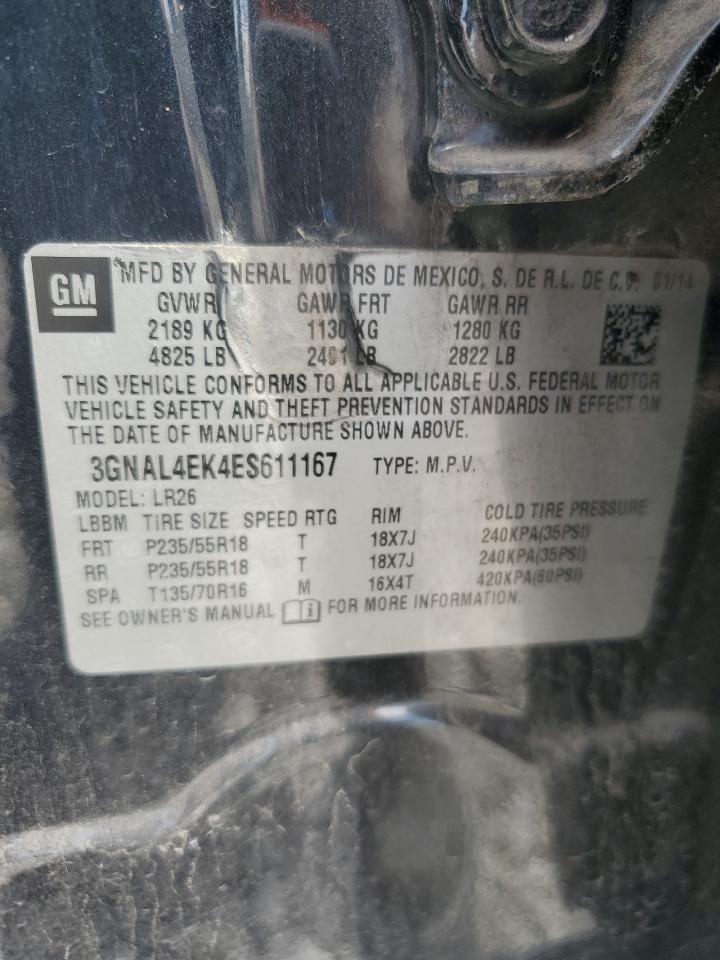 GM
MFD BY GENERAL MOTORS DE MEXICO, S. DE R.L. DE C.V. 01/14
GVWR GAWR FRT GAWR RR
2189 KG 1130 KG 1280 KG
4825 LB 2491 LB 2822 LB
THIS VEHICLE CONFORMS TO ALL APPLICABLE U.S. FEDERAL MOTOR
VEHICLE SAFETY AND THEFT PREVENTION STANDARDS IN EFFECT ON
THE DATE OF MANUFACTURE SHOWN ABOVE.
3GNAL4EK4ES611167 TYPE: M.P.V.
MODEL: LR26
LBBM TIRE SIZE SPEED RTG RIM COLD TIRE PRESSURE
FRT P235/55R18 T 18X7J 240KPA(35PSI)
RR P235/55R18 T 18X7J 240KPA(35PSI)
SPA T135/70R16 M 16X4T 420KPA(60PSI)
SEE OWNER'S MANUAL i FOR MORE INFORMATION.